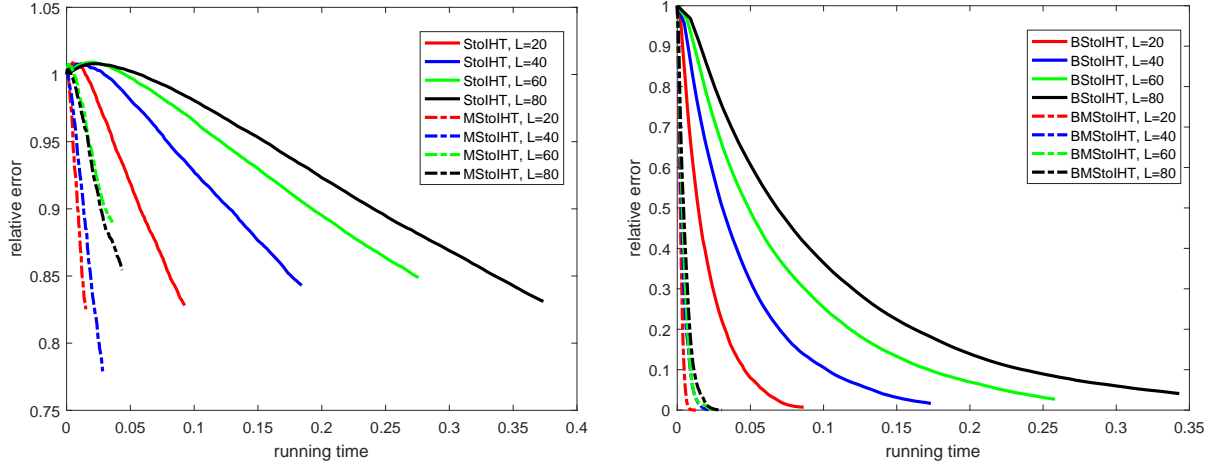 1.05
1
0.95
0.9
0.85
0.8
0.75
relative error
0
0.05
0.1
0.15
0.2
0.25
0.3
0.35
0.4
running time
StoIHT, L=20
StoIHT, L=40
StoIHT, L=60
StoIHT, L=80
MStoIHT, L=20
MStoIHT, L=40
MStoIHT, L=60
MStoIHT, L=80
1
0.9
0.8
0.7
0.6
0.5
0.4
0.3
0.2
0.1
0
relative error
0
0.05
0.1
0.15
0.2
0.25
0.3
0.35
running time
BStoIHT, L=20
BStoIHT, L=40
BStoIHT, L=60
BStoIHT, L=80
BMStoIHT, L=20
BMStoIHT, L=40
BMStoIHT, L=60
BMStoIHT, L=80